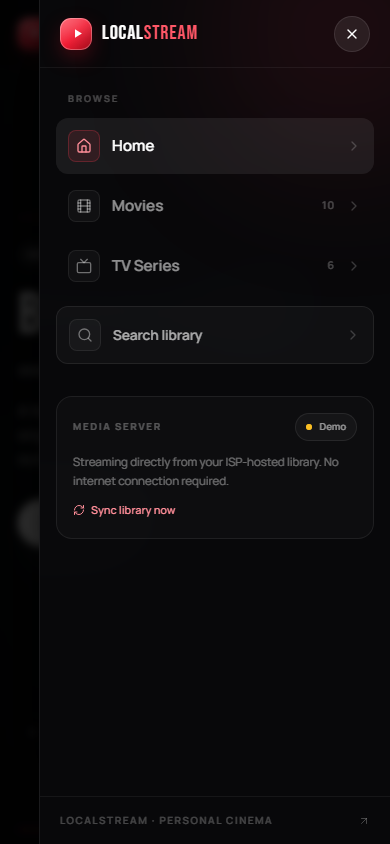 LOCALSTREAM
BROWSE
Home
Movies 10
TV Series 6
Search library
MEDIA SERVER Demo
Streaming directly from your ISP-hosted library. No
internet connection required.
Sync library now
LOCALSTREAM · PERSONAL CINEMA